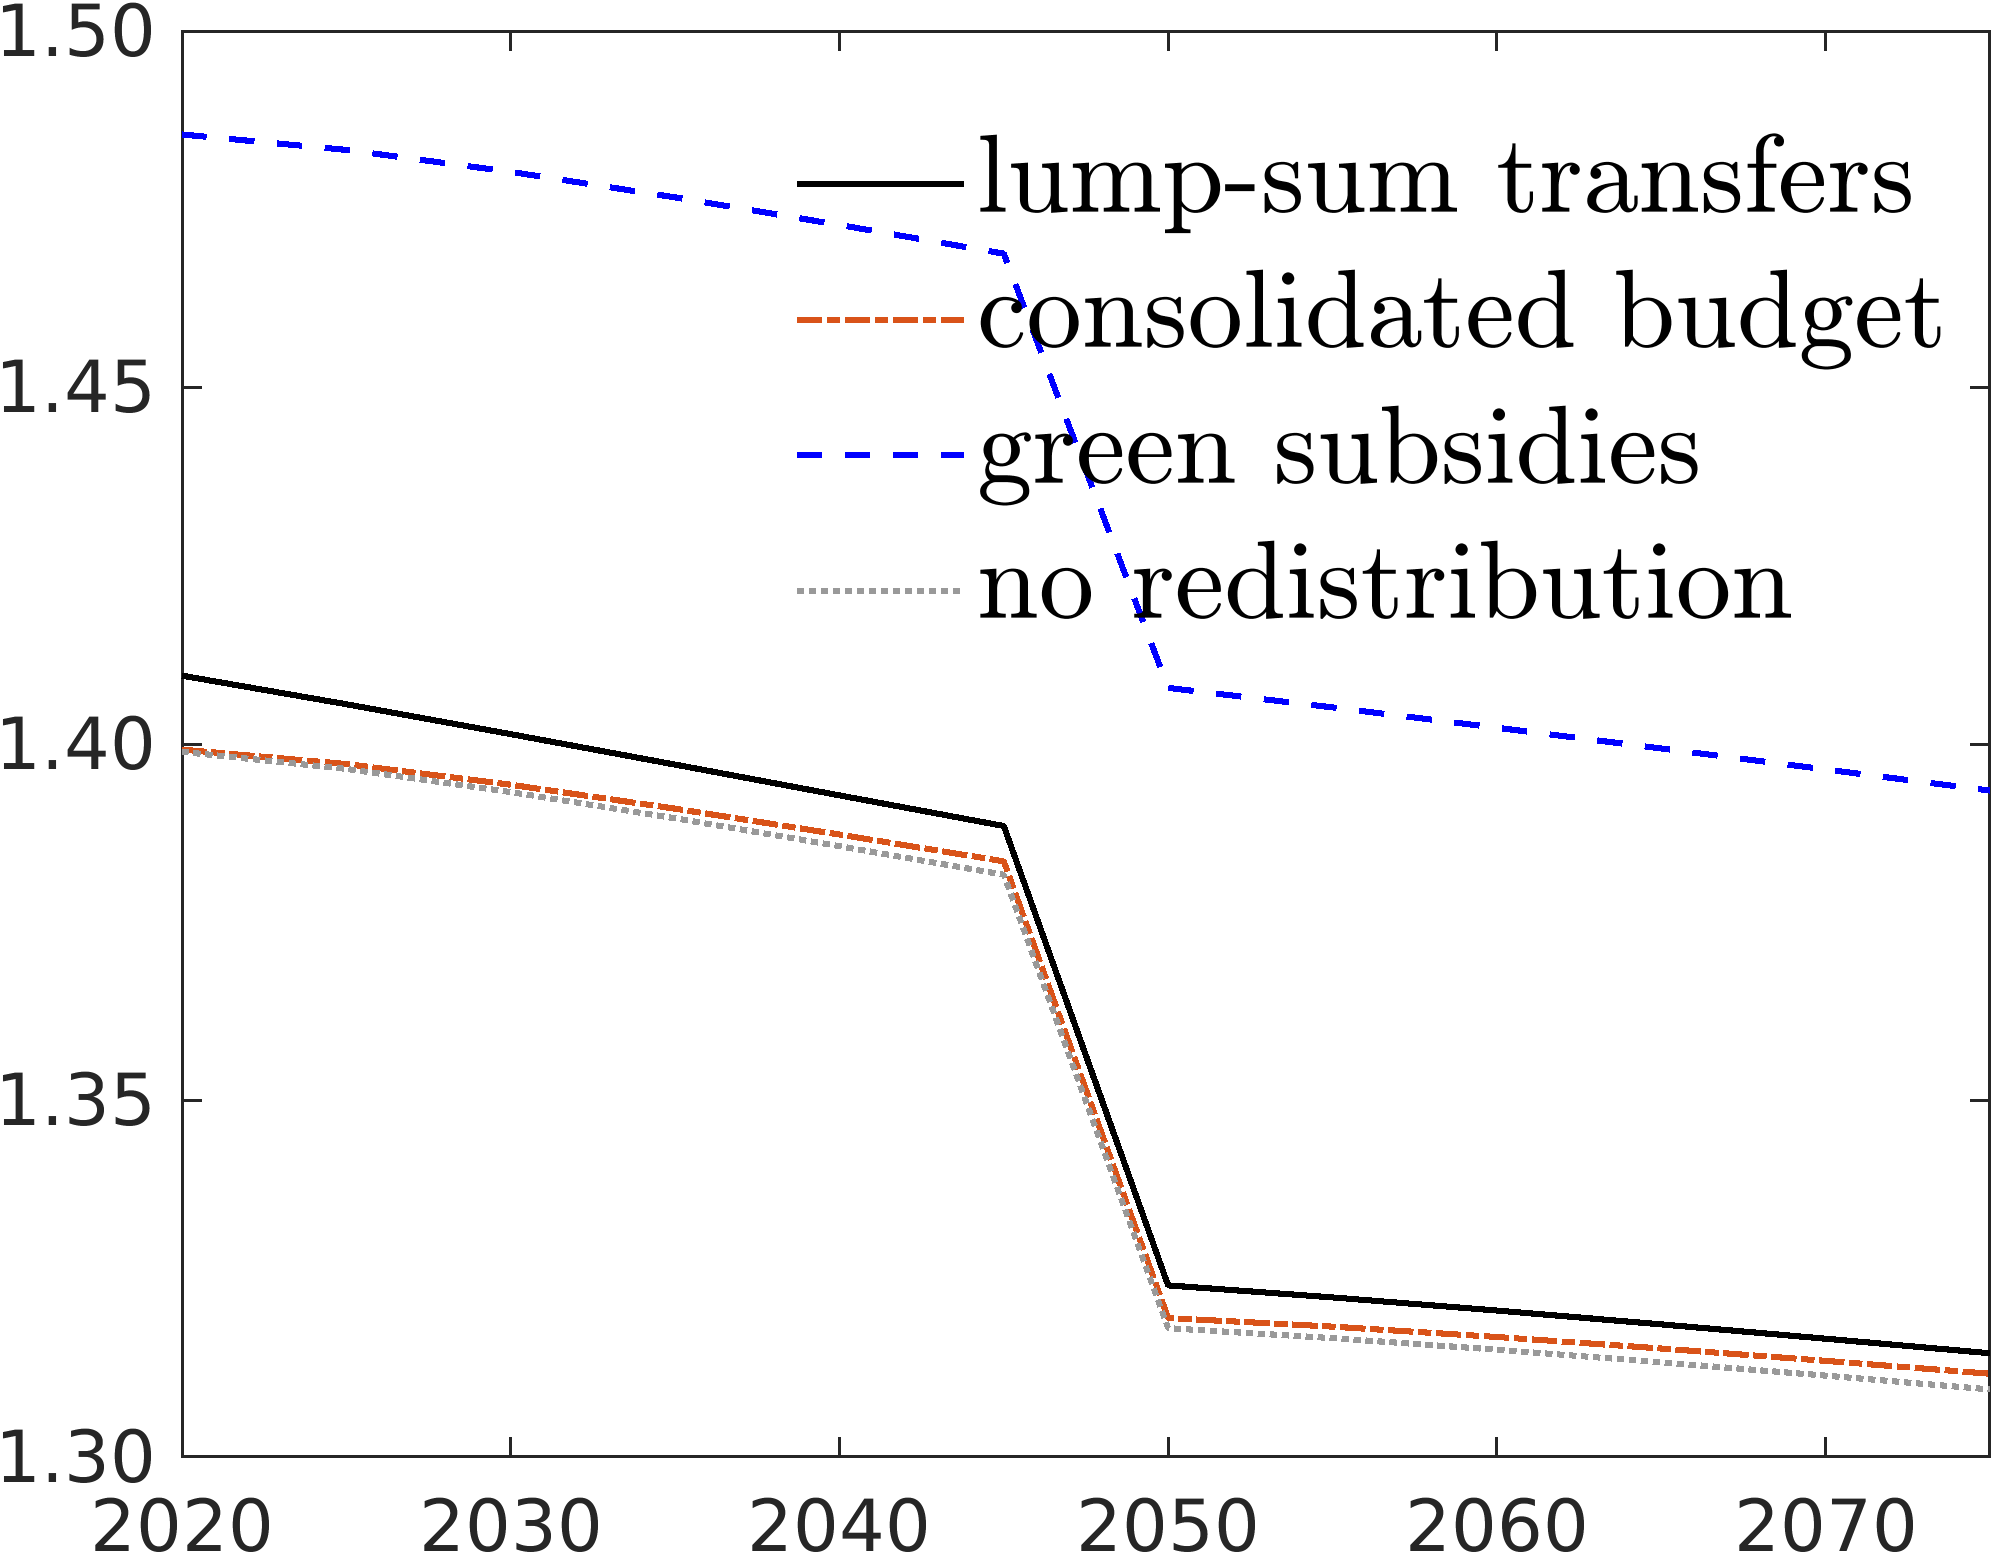 1.50
lump-sum transfers
consolidated budget
1.45
green subsidies
no redistribution
1.40
1.35
1.30
2020 2030 2040 2050 2060 2070